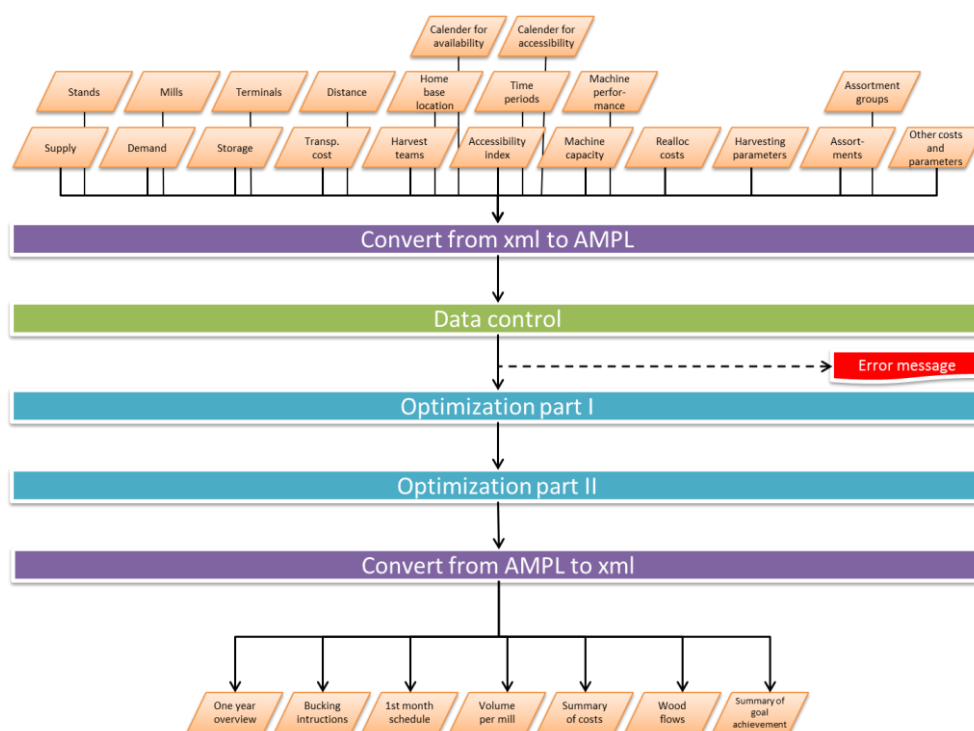 Calender for
availability
Calender for
accessibility
Stands
Mills
Terminals
Distance
Home
base
location
Time
periods
Machine
perfor-
mance
Assortment
groups
Supply
Demand
Storage
Transp.
cost
Harvest
teams
Accessibility
index
Machine
capacity
Realloc
costs
Harvesting
parameters
Assort-
ments
Other costs
and
parameters
Convert from xml to AMPL
Data control
Error message
Optimization part I
Optimization part II
Convert from AMPL to xml
One year
overview
Bucking
intructions
1st month
schedule
Volume
per mill
Summary
of costs
Wood
flows
Summary of
goal
achievement